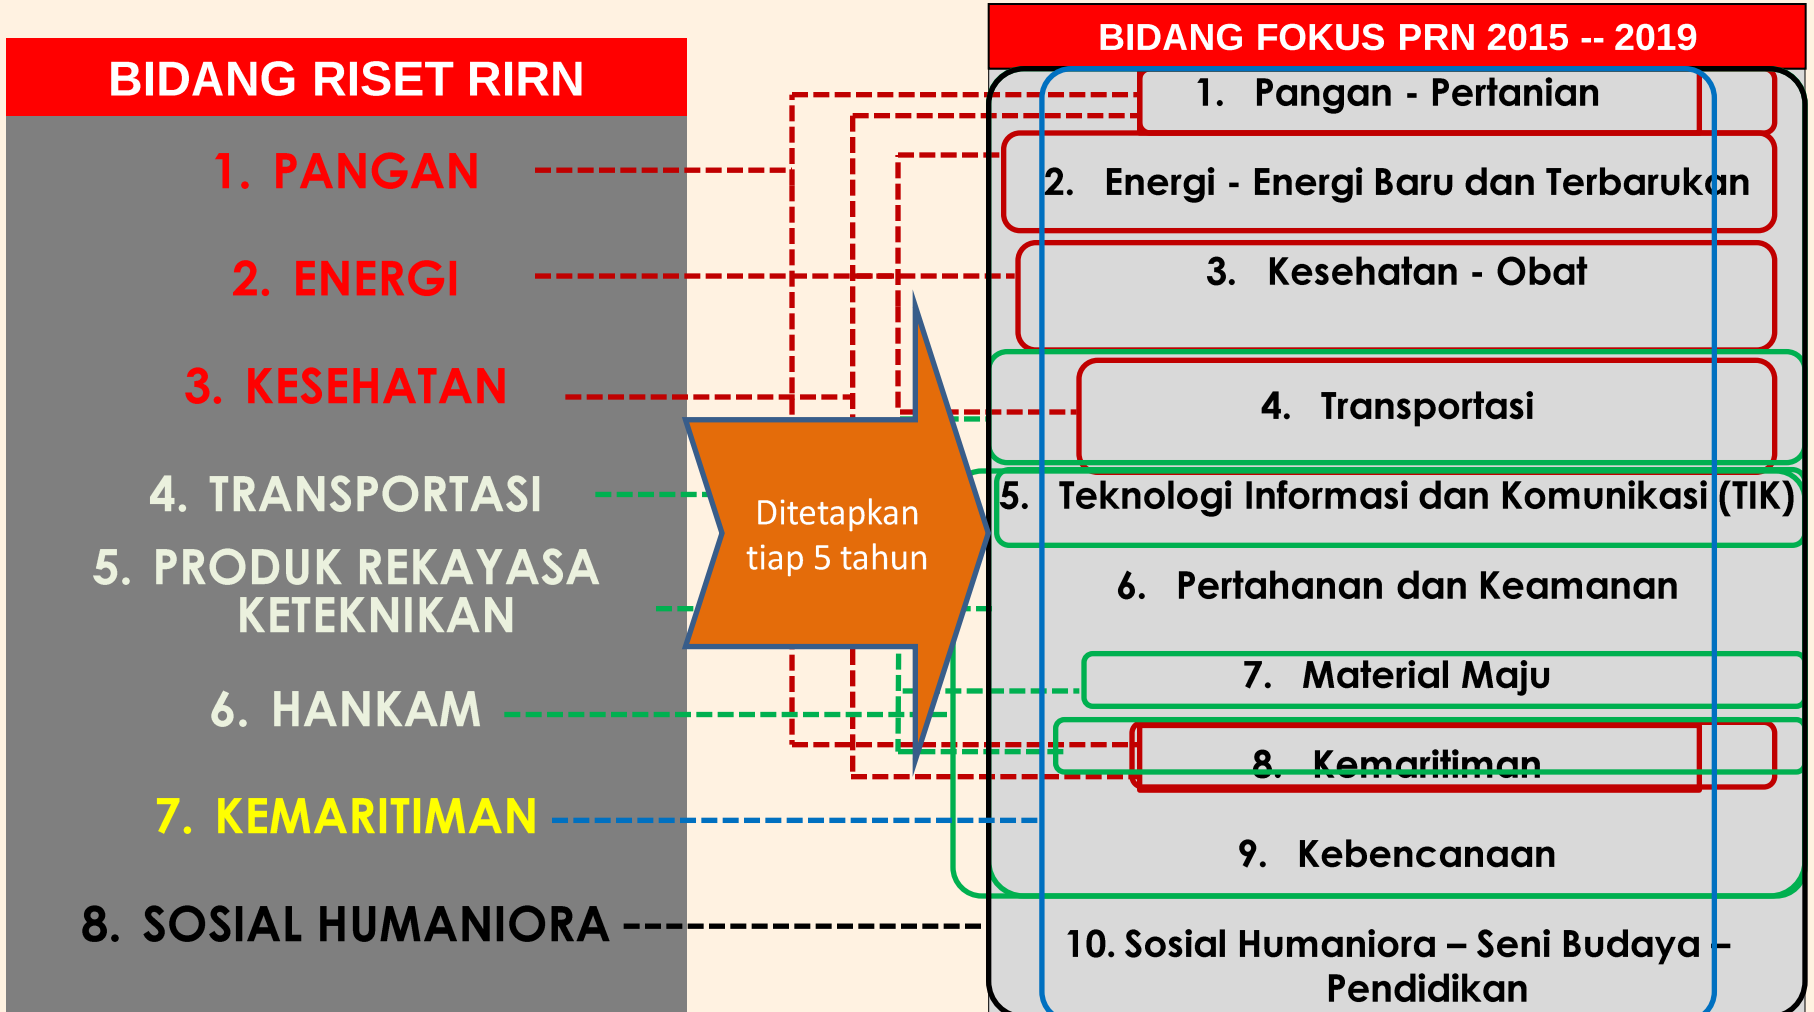 BIDANG RISET RIRN
1. PANGAN
2. ENERGI
3. KESEHATAN
4. TRANSPORTASI
5. PRODUK REKAYASA
KETEKNIKAN
6. HANKAM
7. KEMARITIMAN
8. SOSIAL HUMANIORA
Ditetapkan
tiap 5 tahun
BIDANG FOKUS PRN 2015 -- 2019
1. Pangan - Pertanian
2. Energi - Energi Baru dan Terbarukan
3. Kesehatan - Obat
4. Transportasi
5. Teknologi Informasi dan Komunikasi (TIK)
6. Pertahanan dan Keamanan
7. Material Maju
8. Kemaritiman
9. Kebencanaan
10. Sosial Humaniora – Seni Budaya –
Pendidikan